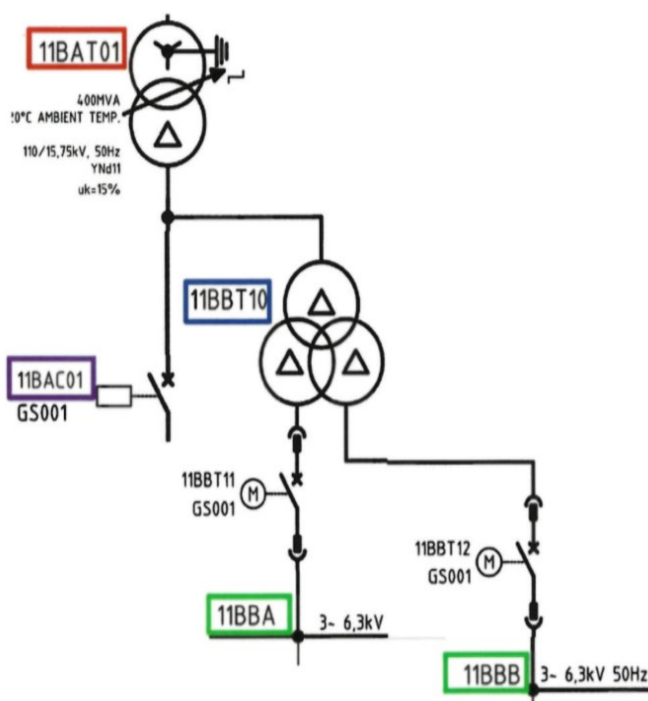 11BAT01
400MVA
0°C AMBIENT TEMP.
110/15,75kV, 50Hz
YNd11
uk=15%
11BBT10
11BAC01
GS001
11BBT11
GS001
M
11BBT12
GS001
M
11BBA
3~ 6,3kV
11BBB
3~ 6,3kV 50Hz